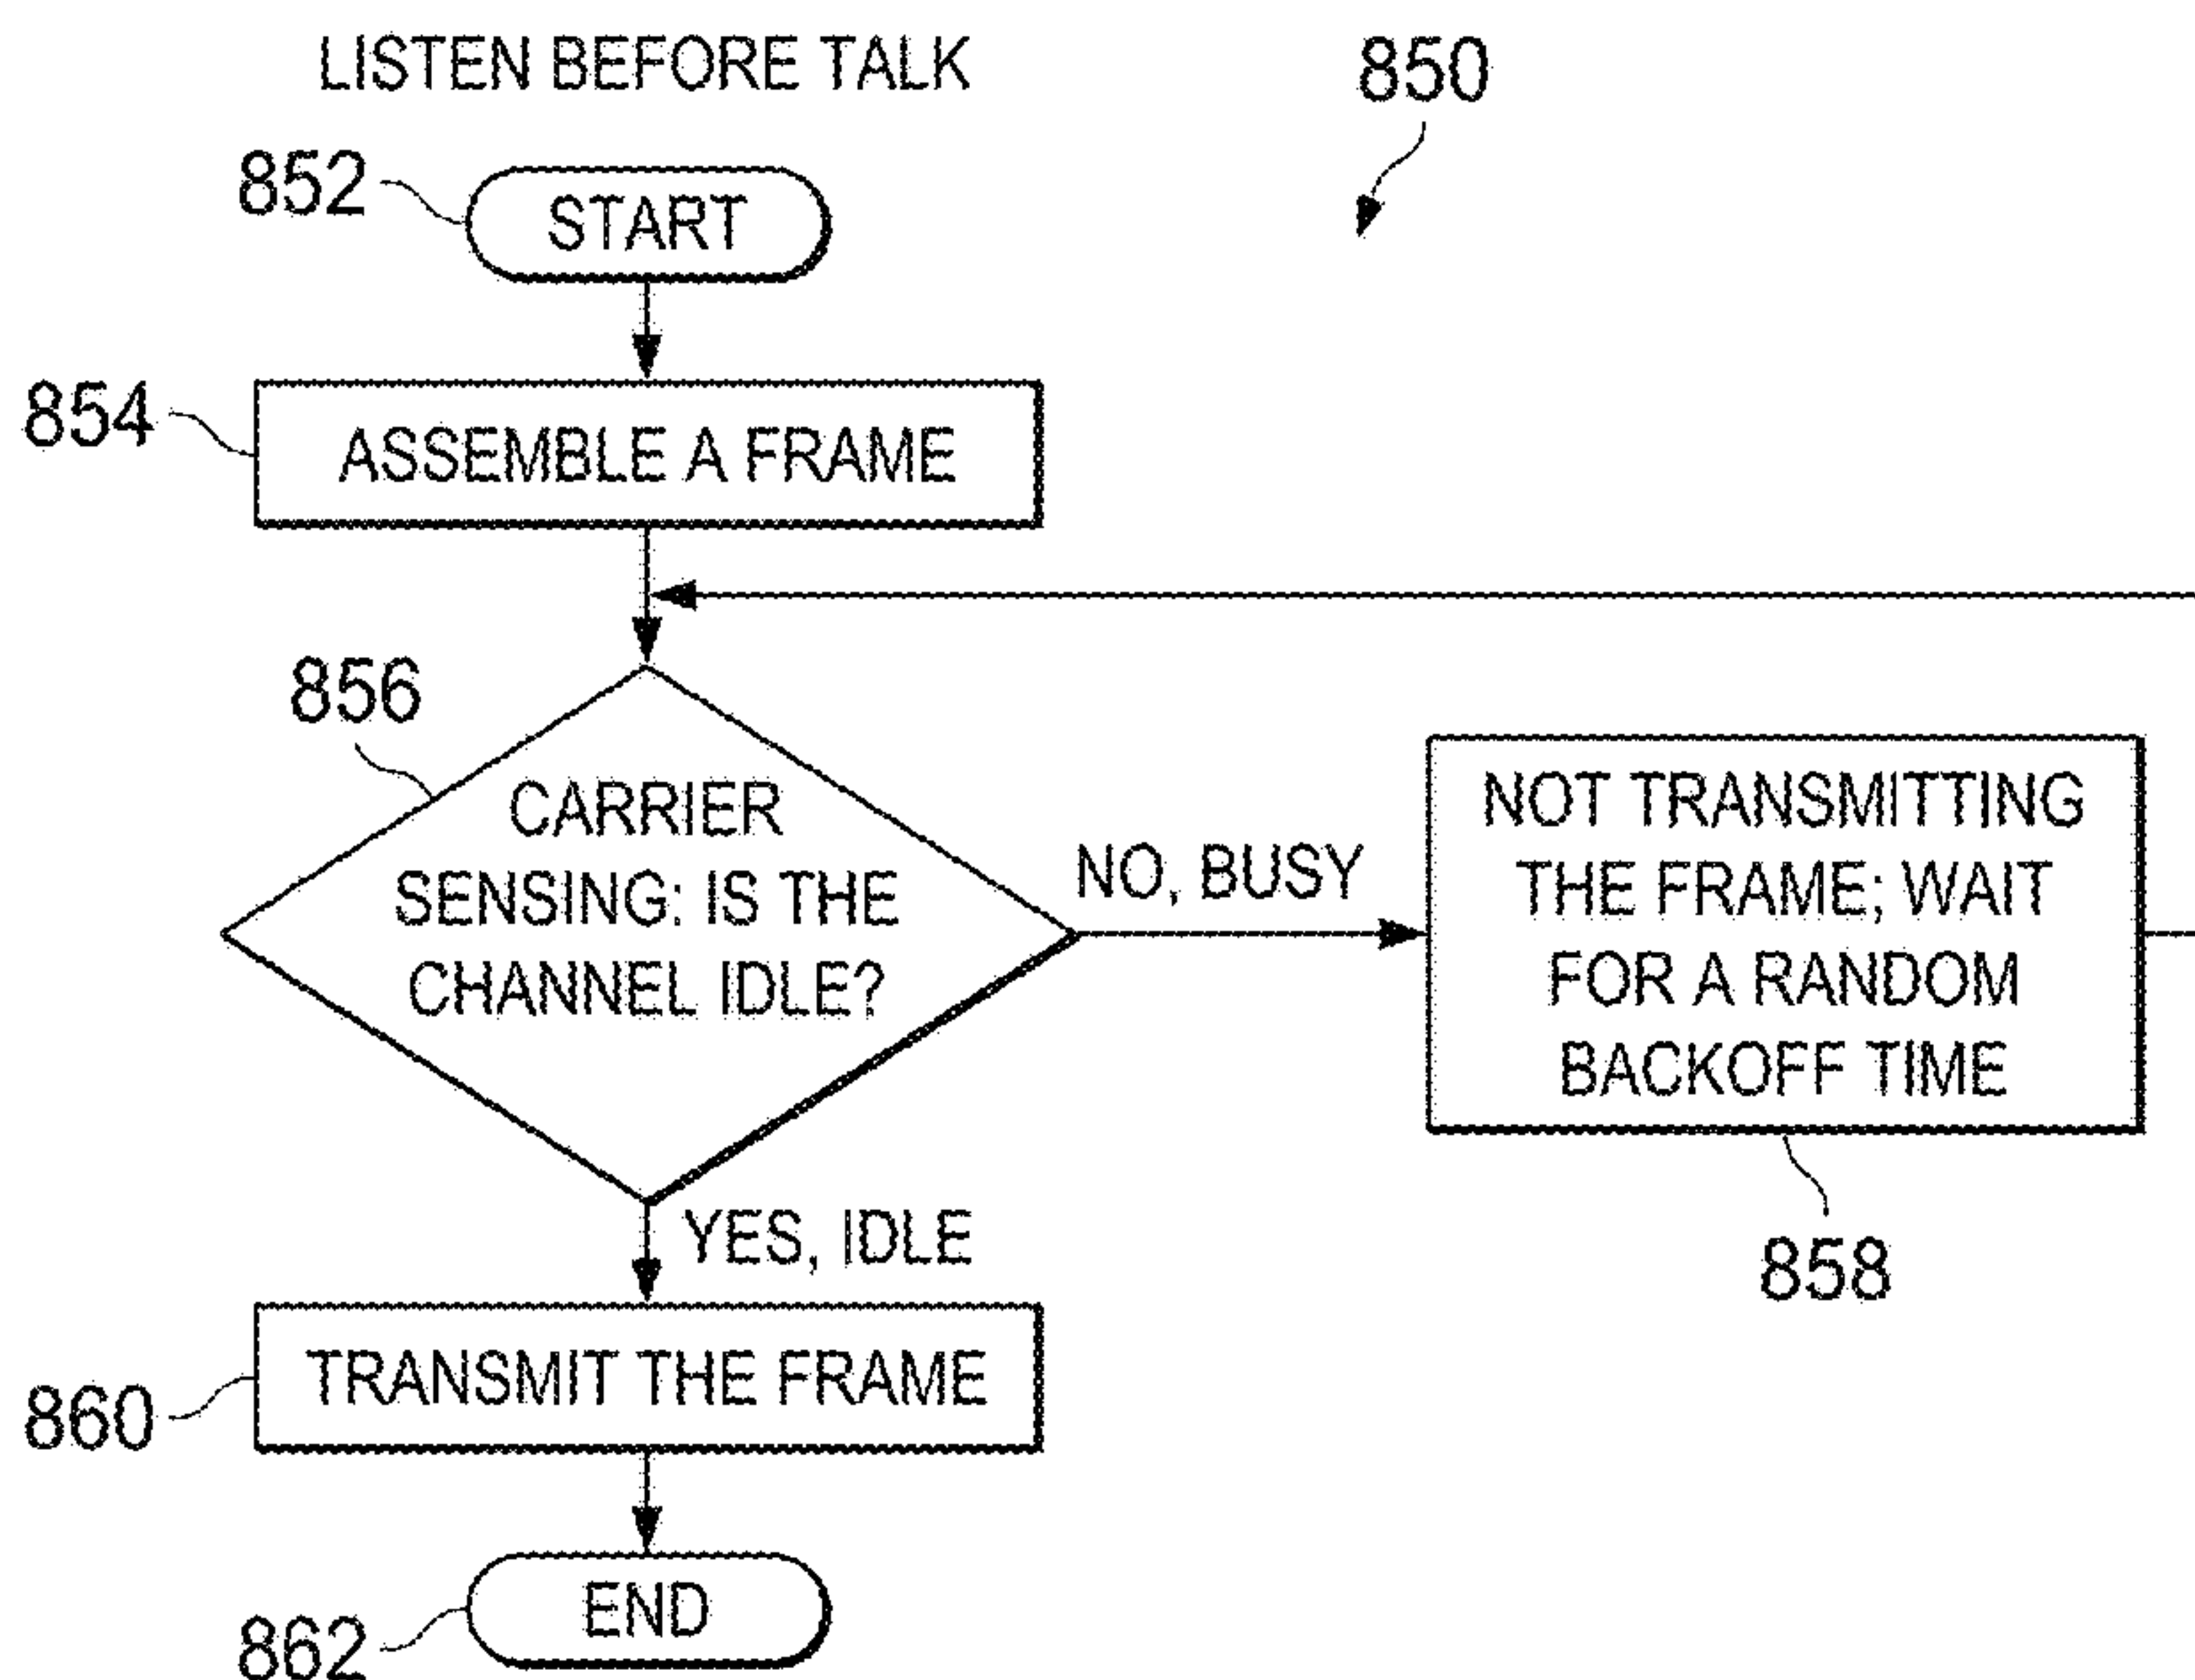 LISTEN BEFORE TALK
850
852
START
854
ASSEMBLE A FRAME
856
CARRIER
SENSING: IS THE
CHANNEL IDLE?
NO, BUSY
NOT TRANSMITTING
THE FRAME; WAIT
FOR A RANDOM
BACKOFF TIME
858
YES, IDLE
860
TRANSMIT THE FRAME
862
END